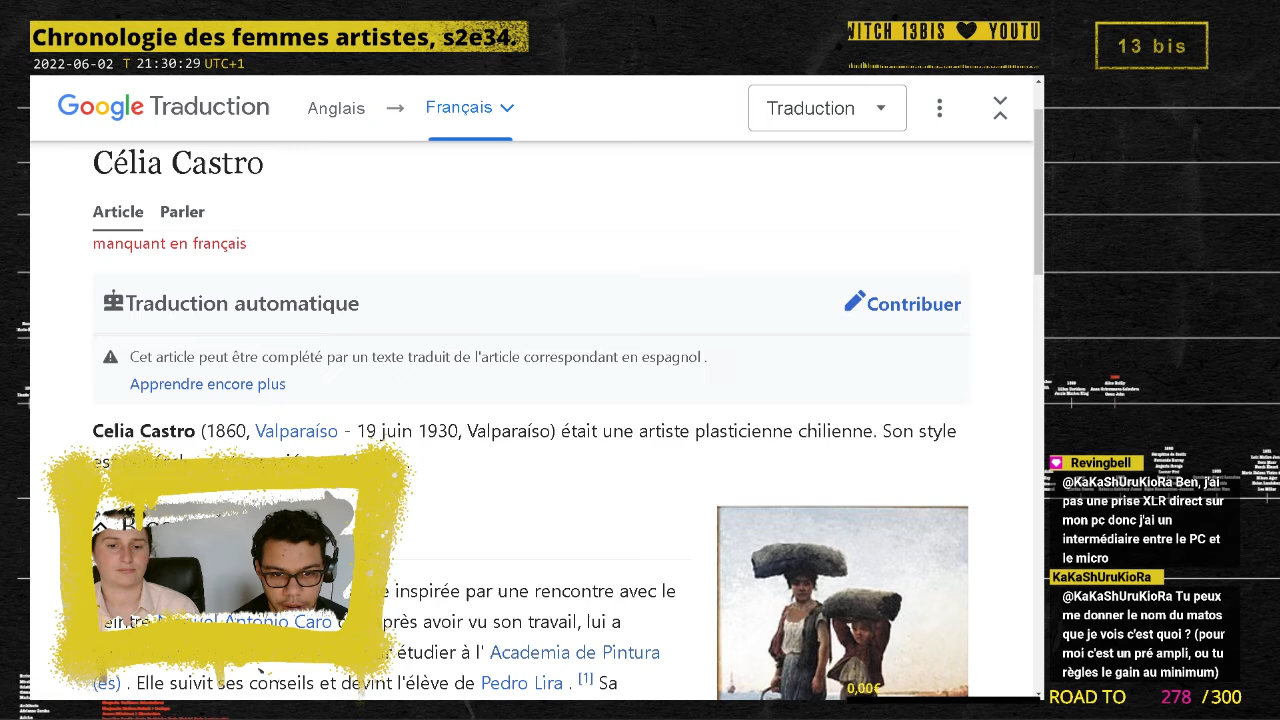 Chronologie des femmes artistes, s2e34.
2022-06-02 T 21:30:29 UTC+1
WITCH 13BIS ♥ YOUTU
13 bis
Google Traduction
Anglais → Français
Traduction
Célia Castro
Article Parler
manquant en français
Traduction automatique
Contribuer
Cet article peut être complété par un texte traduit de l'article correspondant en espagnol .
Apprendre encore plus
Celia Castro (1860, Valparaíso - 19 juin 1930, Valparaíso) était une artiste plasticienne chilienne. Son style
inspirée par une rencontre avec le
Antonio Caro après avoir vu son travail, lui a
étudier à l' Academia de Pintura
(es) . Elle suivit ses conseils et devint l'élève de Pedro Lira . [1] Sa
0,00€
Revingbell
@KaKaShUruKioRa Ben, j'ai
pas une prise XLR direct sur
mon pc donc j'ai un
intermédiaire entre le PC et
le micro
KaKaShUruKioRa
@KaKaShUruKioRa Tu peux
me donner le nom du matos
que je vois c'est quoi ? (pour
moi c'est un pré ampli, ou tu
règles le gain au minimum)
ROAD TO 278 / 300